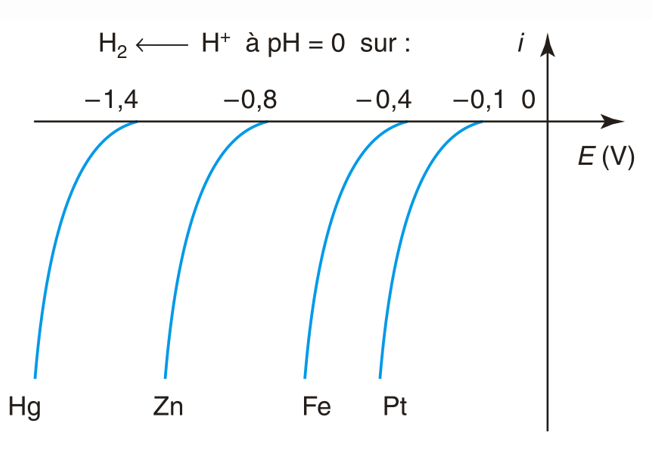 H₂ ⟵ H⁺ à pH = 0 sur :
i
−1,4 −0,8 −0,4 −0,1 0
E (V)
Hg Zn Fe Pt